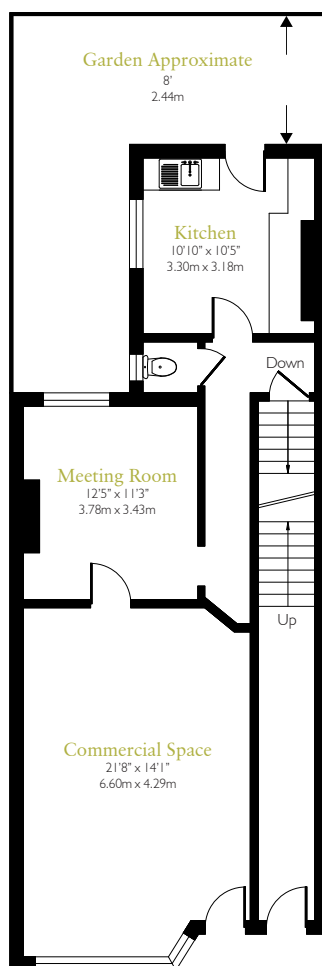 Garden Approximate
8'
2.44m
Kitchen
10'10" x 10'5"
3.30m x 3.18m
Down
Meeting Room
12'5" x 11'3"
3.78m x 3.43m
Up
Commercial Space
21'8" x 14'1"
6.60m x 4.29m